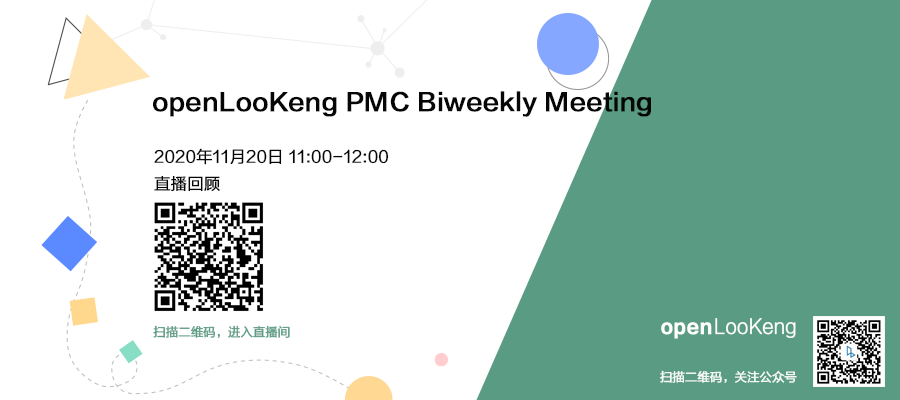 openLooKeng PMC Biweekly Meeting
2020年11月20日 11:00-12:00
直播回顾
扫描二维码，进入直播间
openLooKeng
扫描二维码，关注公众号